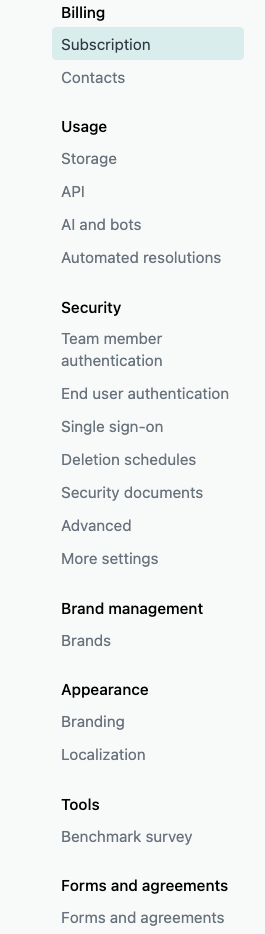 Billing
Subscription
Contacts
Usage
Storage
API
AI and bots
Automated resolutions
Security
Team member
authentication
End user authentication
Single sign-on
Deletion schedules
Security documents
Advanced
More settings
Brand management
Brands
Appearance
Branding
Localization
Tools
Benchmark survey
Forms and agreements
Forms and agreements